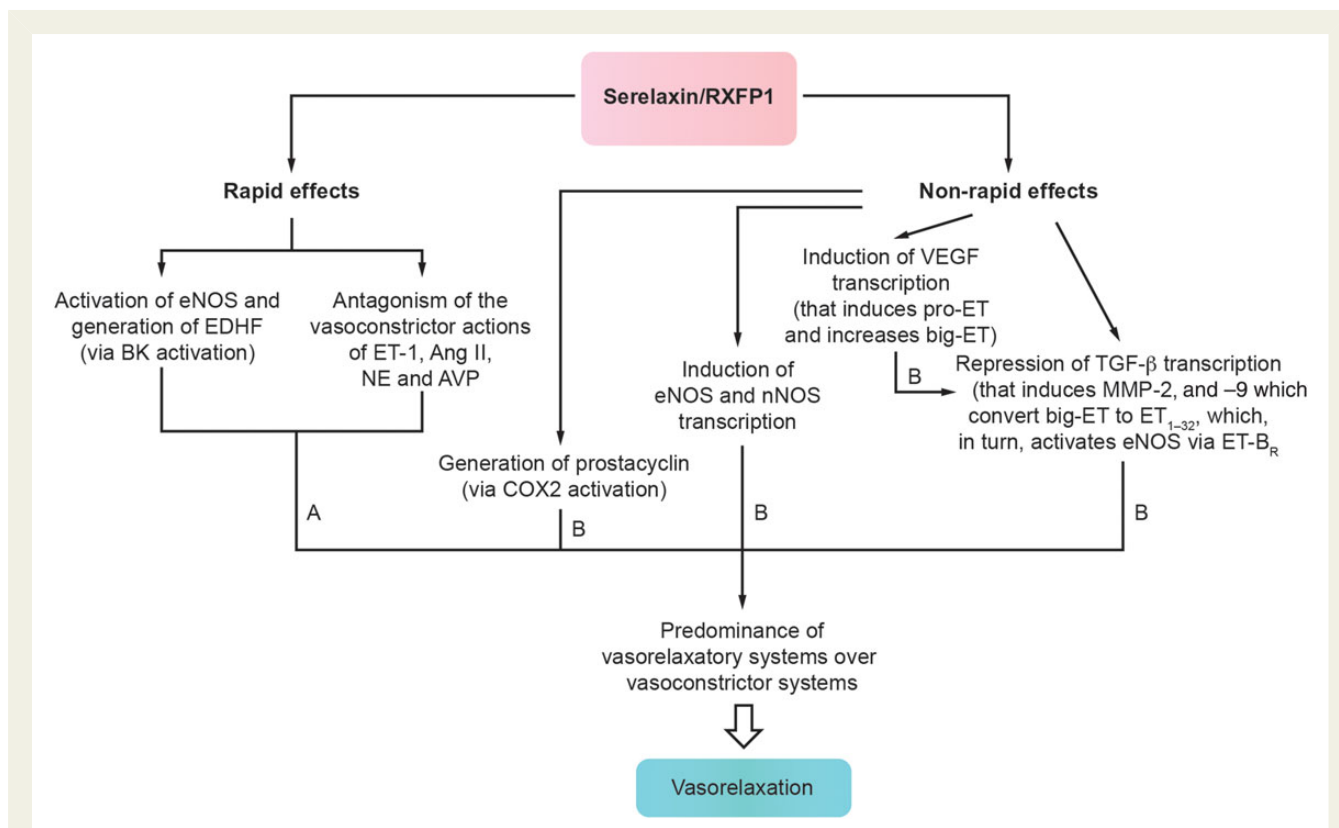 Serelaxin/RXFP1
Rapid effects
Non-rapid effects
Activation of eNOS and
generation of EDHF
(via BK activation)
Antagonism of the
vasoconstrictor actions
of ET-1, Ang II,
NE and AVP
A
Generation of prostacyclin
(via COX2 activation)
B
Induction of
eNOS and nNOS
transcription
B
Induction of VEGF
transcription
(that induces pro-ET
and increases big-ET)
B
Repression of TGF-β transcription
(that induces MMP-2, and –9 which
convert big-ET to ET1–32, which,
in turn, activates eNOS via ET-BR
B
Predominance of
vasorelaxatory systems over
vasoconstrictor systems
Vasorelaxation